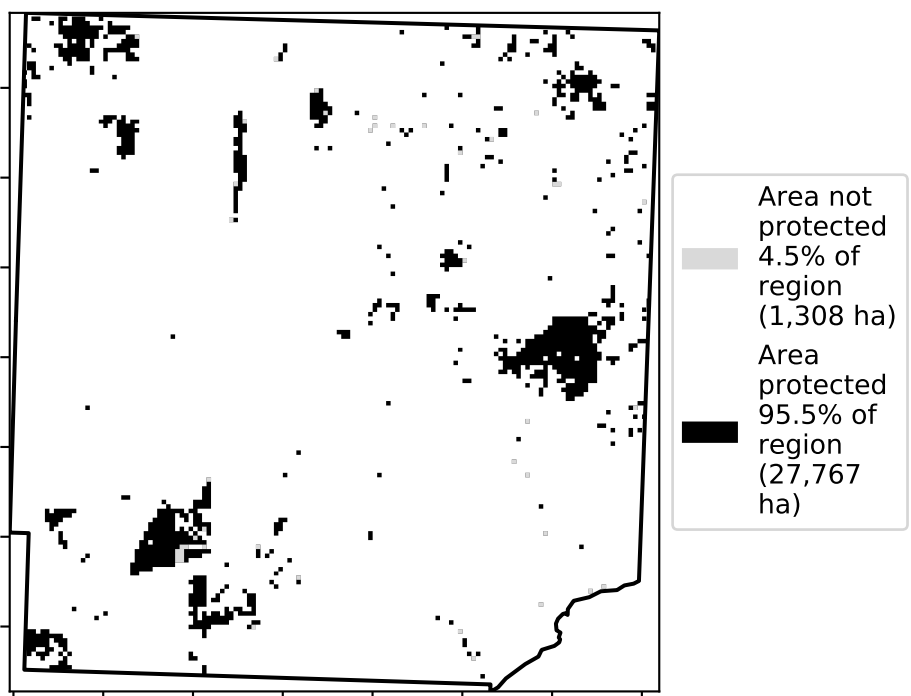 Area not
protected
4.5% of
region
(1,308 ha)
Area
protected
95.5% of
region
(27,767
ha)